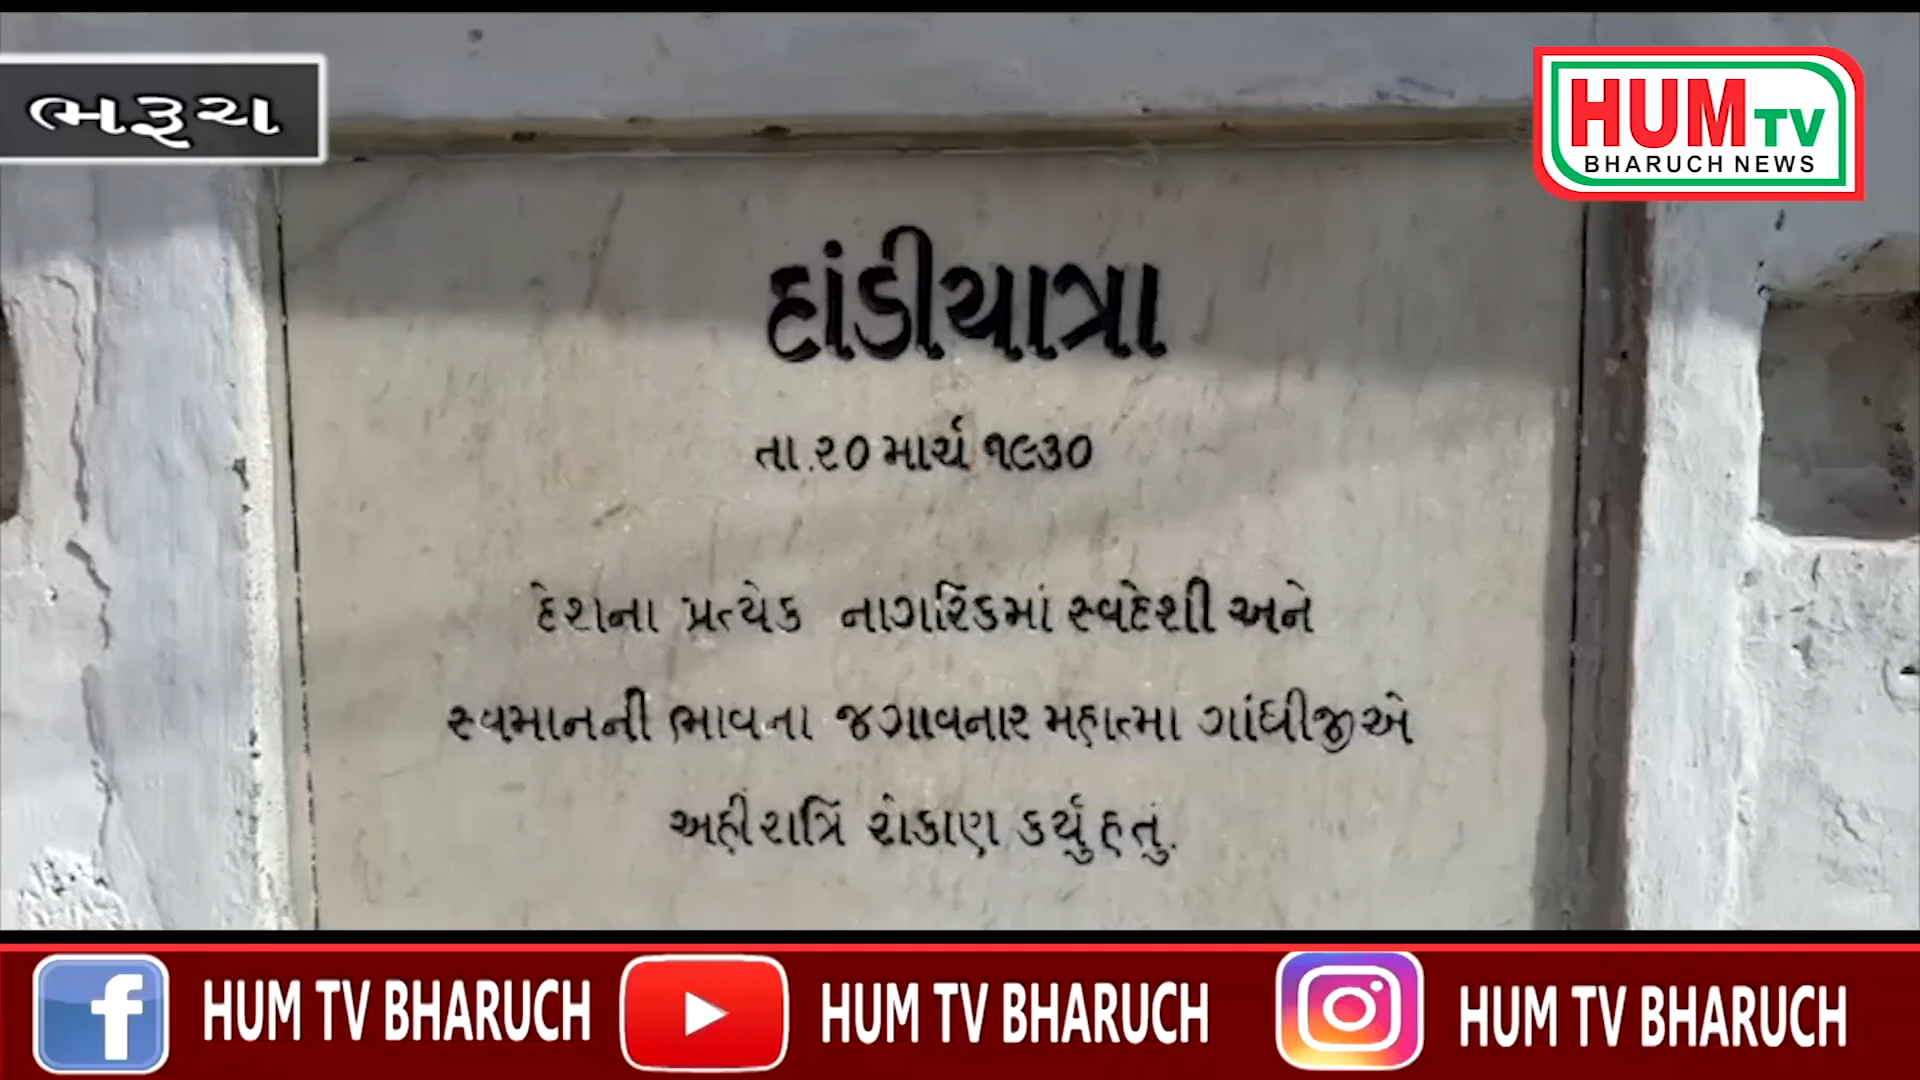 ભરૂચ
HUM TV
BHARUCH NEWS
દાંડીયાત્રા
તા.૨૦ માર્ચ ૧૯૩૦
દેશના પ્રત્યેક નાગરિકમાં સ્વદેશી અને
સ્વમાનની ભાવના જગાવનાર મહાત્મા ગાંધીજીએ
અહીં રાત્રિ રોકાણ કર્યું હતું.
HUM TV BHARUCH
HUM TV BHARUCH
HUM TV BHARUCH